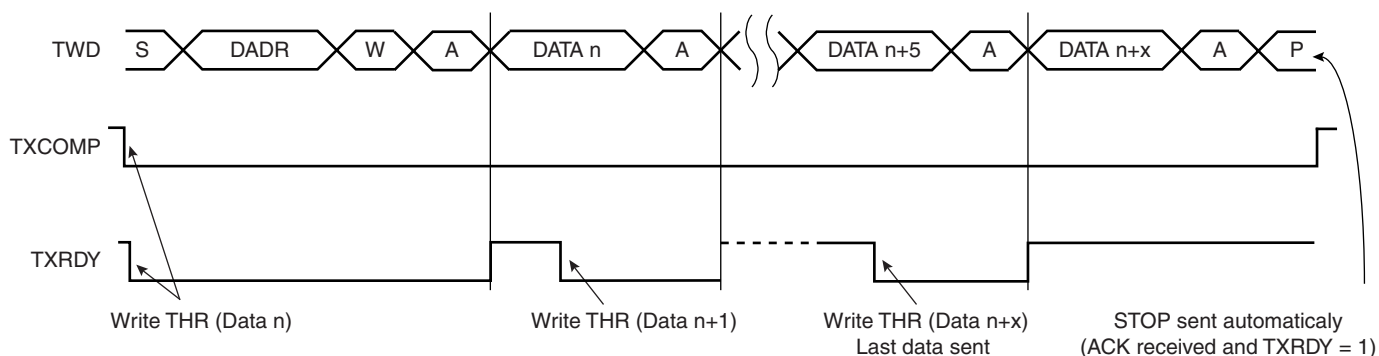 TWD S DADR W A DATA n A DATA n+5 A DATA n+x A P
TXCOMP
TXRDY
Write THR (Data n) Write THR (Data n+1) Write THR (Data n+x) STOP sent automaticaly
Last data sent (ACK received and TXRDY = 1)